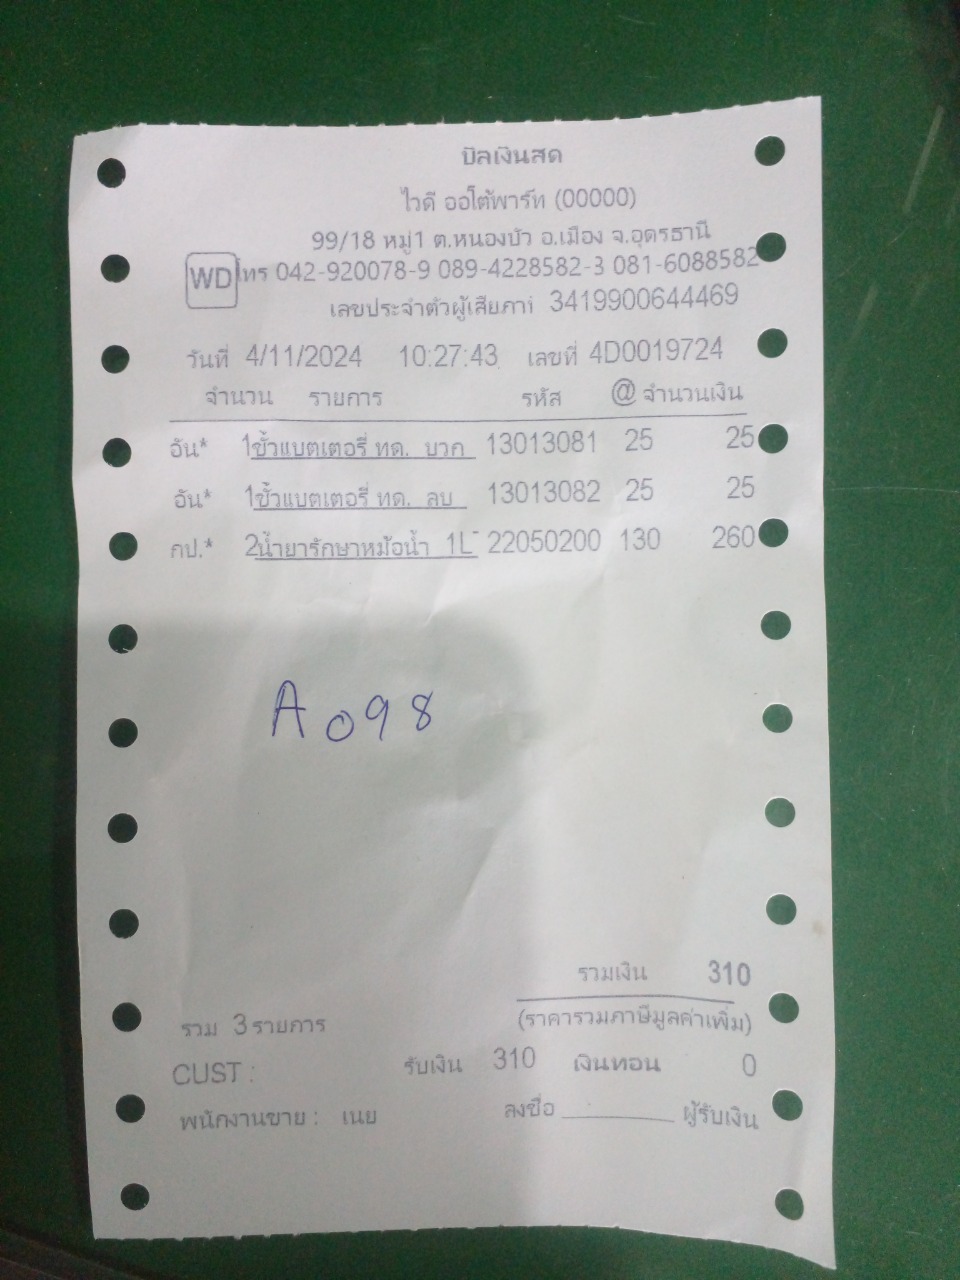 บิลเงินสด
ไวดี ออโต้พาร์ท (00000)
99/18 หมู่1 ต.หนองบัว อ.เมือง จ.อุดรธานี
WD โทร 042-920078-9 089-4228582-3 081-6088582
เลขประจำตัวผู้เสียภาษี 3419900644469
วันที่ 4/11/2024 10:27:43 เลขที่ 4D0019724
จำนวน รายการ รหัส @ จำนวนเงิน
อัน* 1 ขั้วแบตเตอรี่ ทด. บวก 13013081 25 25
อัน* 1 ขั้วแบตเตอรี่ ทด. ลบ 13013082 25 25
กป.* 2 น้ำยารักษาหม้อน้ำ 1L 22050200 130 260
A098
รวมเงิน 310
รวม 3 รายการ (ราคารวมภาษีมูลค่าเพิ่ม)
CUST : รับเงิน 310 เงินทอน 0
พนักงานขาย : เนย ลงชื่อ ผู้รับเงิน